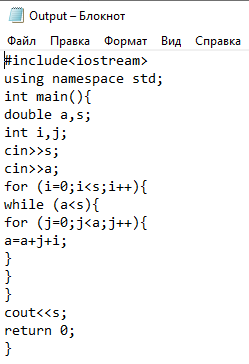 Output – Блокнот
Файл Правка Формат Вид Справка
#include<iostream>
using namespace std;
int main(){
double a,s;
int i,j;
cin>>s;
cin>>a;
for (i=0;i<s;i++){
while (a<s){
for (j=0;j<a;j++){
a=a+j+i;
}
}
}
cout<<s;
return 0;
}